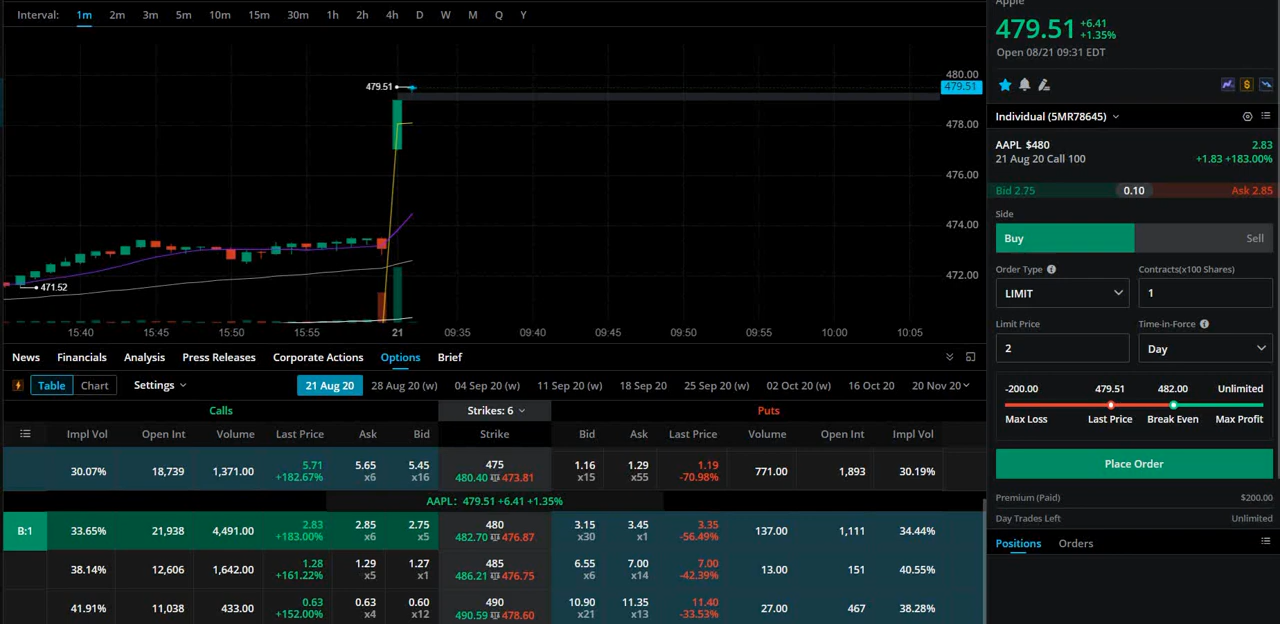 Interval: 1m 2m 3m 5m 10m 15m 30m 1h 2h 4h D W M Q Y
479.51
480.00
479.51
478.00
476.00
474.00
472.00
471.52
15:40 15:45 15:50 15:55 21 09:35 09:40 09:45 09:50 09:55 10:00 10:05
News Financials Analysis Press Releases Corporate Actions Options Brief
Table Chart Settings 21 Aug 20 28 Aug 20 (w) 04 Sep 20 (w) 11 Sep 20 (w) 18 Sep 20 25 Sep 20 (w) 02 Oct 20 (w) 16 Oct 20 20 Nov 20
Calls Strikes: 6 Puts
Impl Vol Open Int Volume Last Price Ask Bid Strike Bid Ask Last Price Volume Open Int Impl Vol
30.07% 18,739 1,371.00 5.71 5.65 5.45 475 1.16 1.29 1.19 771.00 1,893 30.19%
+182.67% x6 x16 480.40 473.81 x15 x55 -70.98%
AAPL: 479.51 +6.41 +1.35%
B:1 33.65% 21,938 4,491.00 2.83 2.85 2.75 480 3.15 3.45 3.35 137.00 1,111 34.44%
+183.00% x6 x5 482.70 476.87 x30 x1 -56.49%
38.14% 12,606 1,642.00 1.28 1.29 1.27 485 6.55 7.00 7.00 13.00 151 40.55%
+161.22% x5 x1 486.21 476.75 x6 x14 -42.39%
41.91% 11,038 433.00 0.63 0.63 0.60 490 10.90 11.35 11.40 27.00 467 38.28%
+152.00% x4 x12 490.59 478.60 x21 x13 -33.53%
Apple
479.51 +6.41
+1.35%
Open 08/21 09:31 EDT
Individual (5MR78645)
AAPL $480 2.83
21 Aug 20 Call 100 +1.83 +183.00%
Bid 2.75 0.10 Ask 2.85
Side
Buy Sell
Order Type Contracts(x100 Shares)
LIMIT 1
Limit Price Time-in-Force
2 Day
-200.00 479.51 482.00 Unlimited
Max Loss Last Price Break Even Max Profit
Place Order
Premium (Paid) $200.00
Day Trades Left Unlimited
Positions Orders